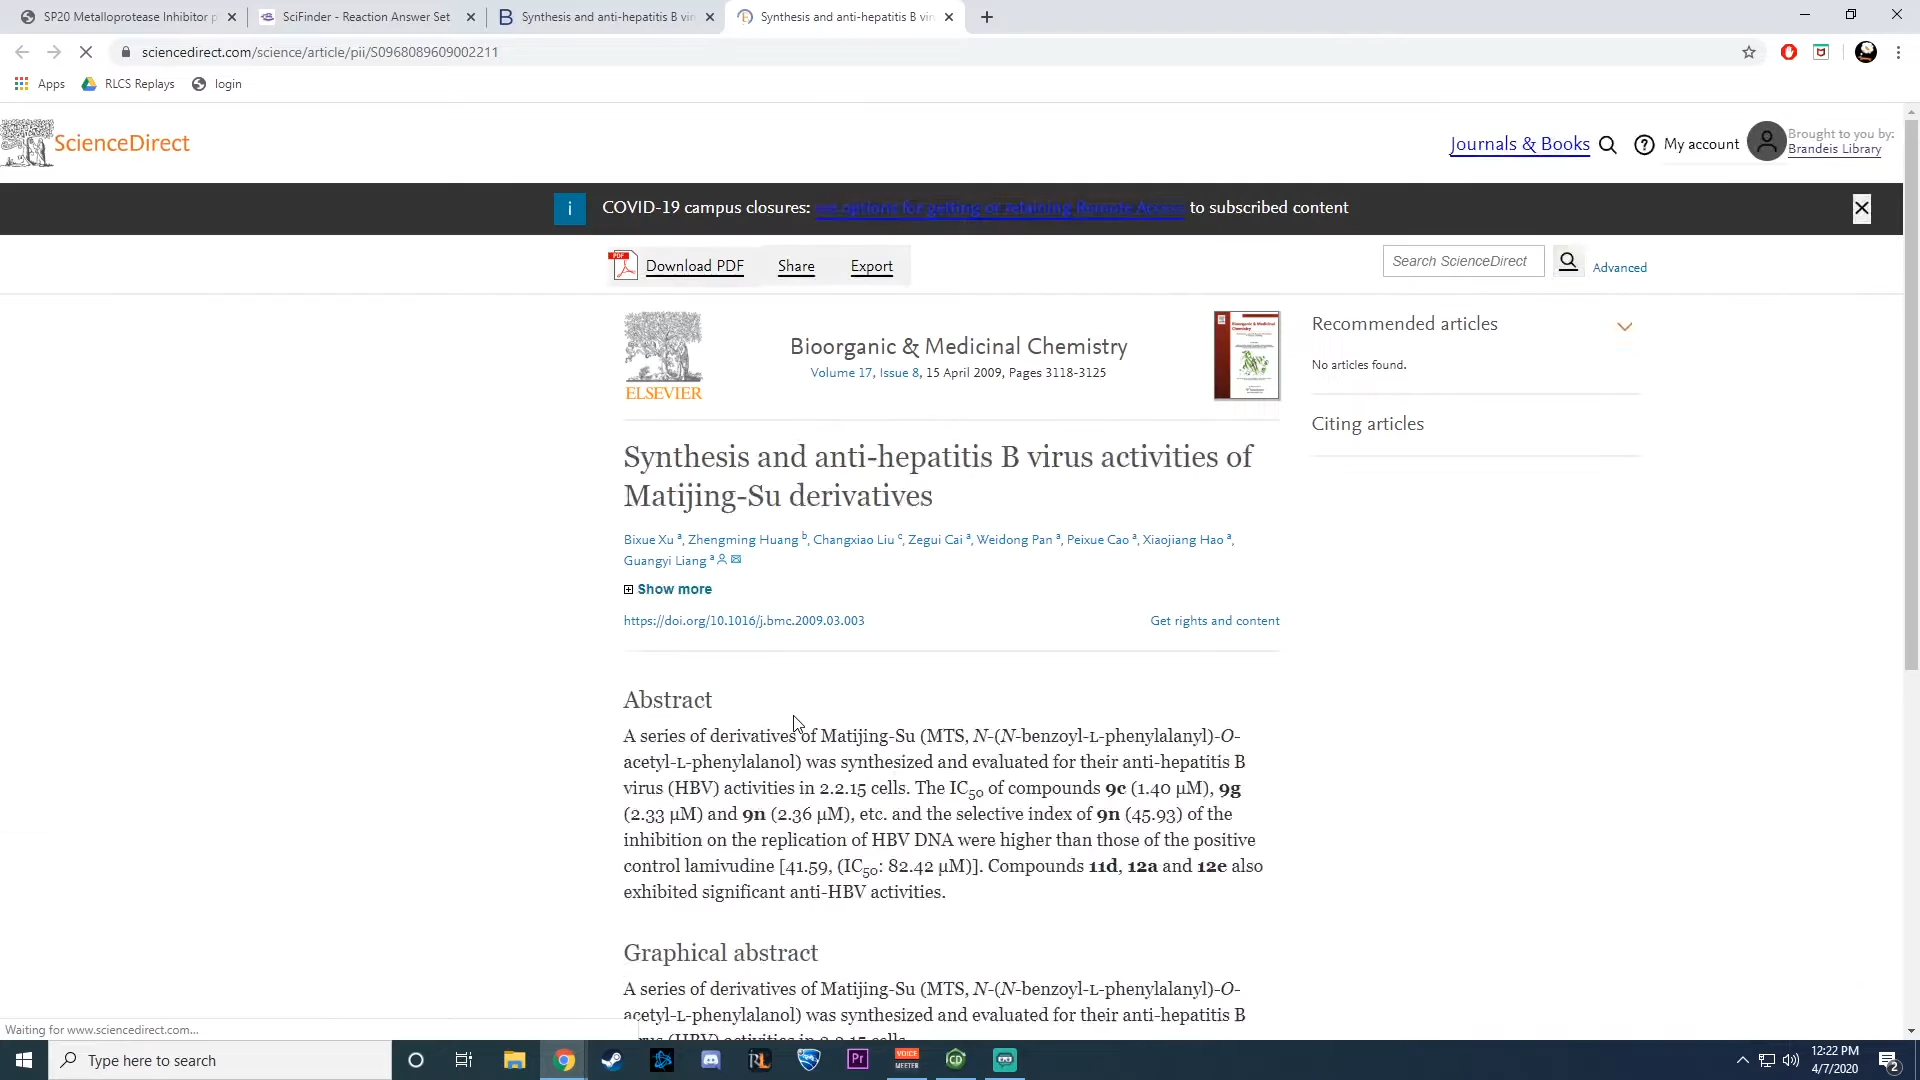 SP20 Metalloprotease Inhibitor p
SciFinder - Reaction Answer Set
Synthesis and anti-hepatitis B vir
Synthesis and anti-hepatitis B vir
sciencedirect.com/science/article/pii/S0968089609002211
Apps
RLCS Replays
login
ScienceDirect
Journals & Books
My account
Brought to you by:
Brandeis Library
COVID-19 campus closures: see options for getting or retaining Remote Access to subscribed content
Download PDF
Share
Export
Search ScienceDirect
Advanced
ELSEVIER
Bioorganic & Medicinal Chemistry
Volume 17, Issue 8, 15 April 2009, Pages 3118-3125
Recommended articles
No articles found.
Citing articles
Synthesis and anti-hepatitis B virus activities of
Matijing-Su derivatives
Bixue Xu a, Zhengming Huang b, Changxiao Liu c, Zegui Cai a, Weidong Pan a, Peixue Cao a, Xiaojiang Hao a,
Guangyi Liang a
Show more
https://doi.org/10.1016/j.bmc.2009.03.003
Get rights and content
Abstract
A series of derivatives of Matijing-Su (MTS, N-(N-benzoyl-L-phenylalanyl)-O-
acetyl-L-phenylalanol) was synthesized and evaluated for their anti-hepatitis B
virus (HBV) activities in 2.2.15 cells. The IC50 of compounds 9c (1.40 μM), 9g
(2.33 μM) and 9n (2.36 μM), etc. and the selective index of 9n (45.93) of the
inhibition on the replication of HBV DNA were higher than those of the positive
control lamivudine [41.59, (IC50: 82.42 μM)]. Compounds 11d, 12a and 12e also
exhibited significant anti-HBV activities.
Graphical abstract
A series of derivatives of Matijing-Su (MTS, N-(N-benzoyl-L-phenylalanyl)-O-
acetyl-L-phenylalanol) was synthesized and evaluated for their anti-hepatitis B
Waiting for www.sciencedirect.com...
Type here to search
12:22 PM
4/7/2020